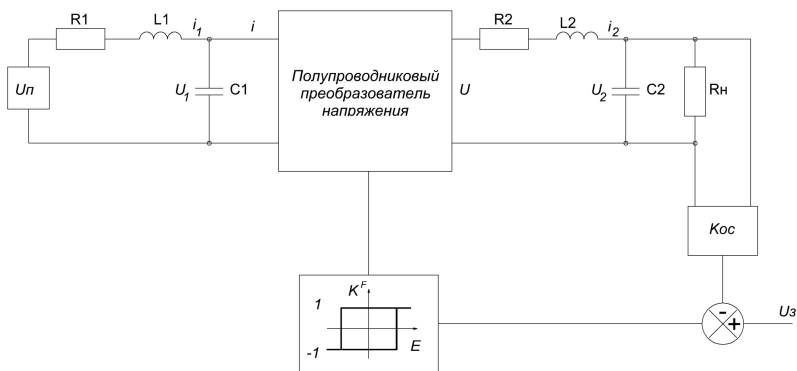 R1
L1
i1
i
Uп
U1
C1
Полупроводниковый
преобразователь
напряжения
R2
L2
i2
U
U2
C2
Rн
Кос
K^F
1
-1
E
-
+
Uз